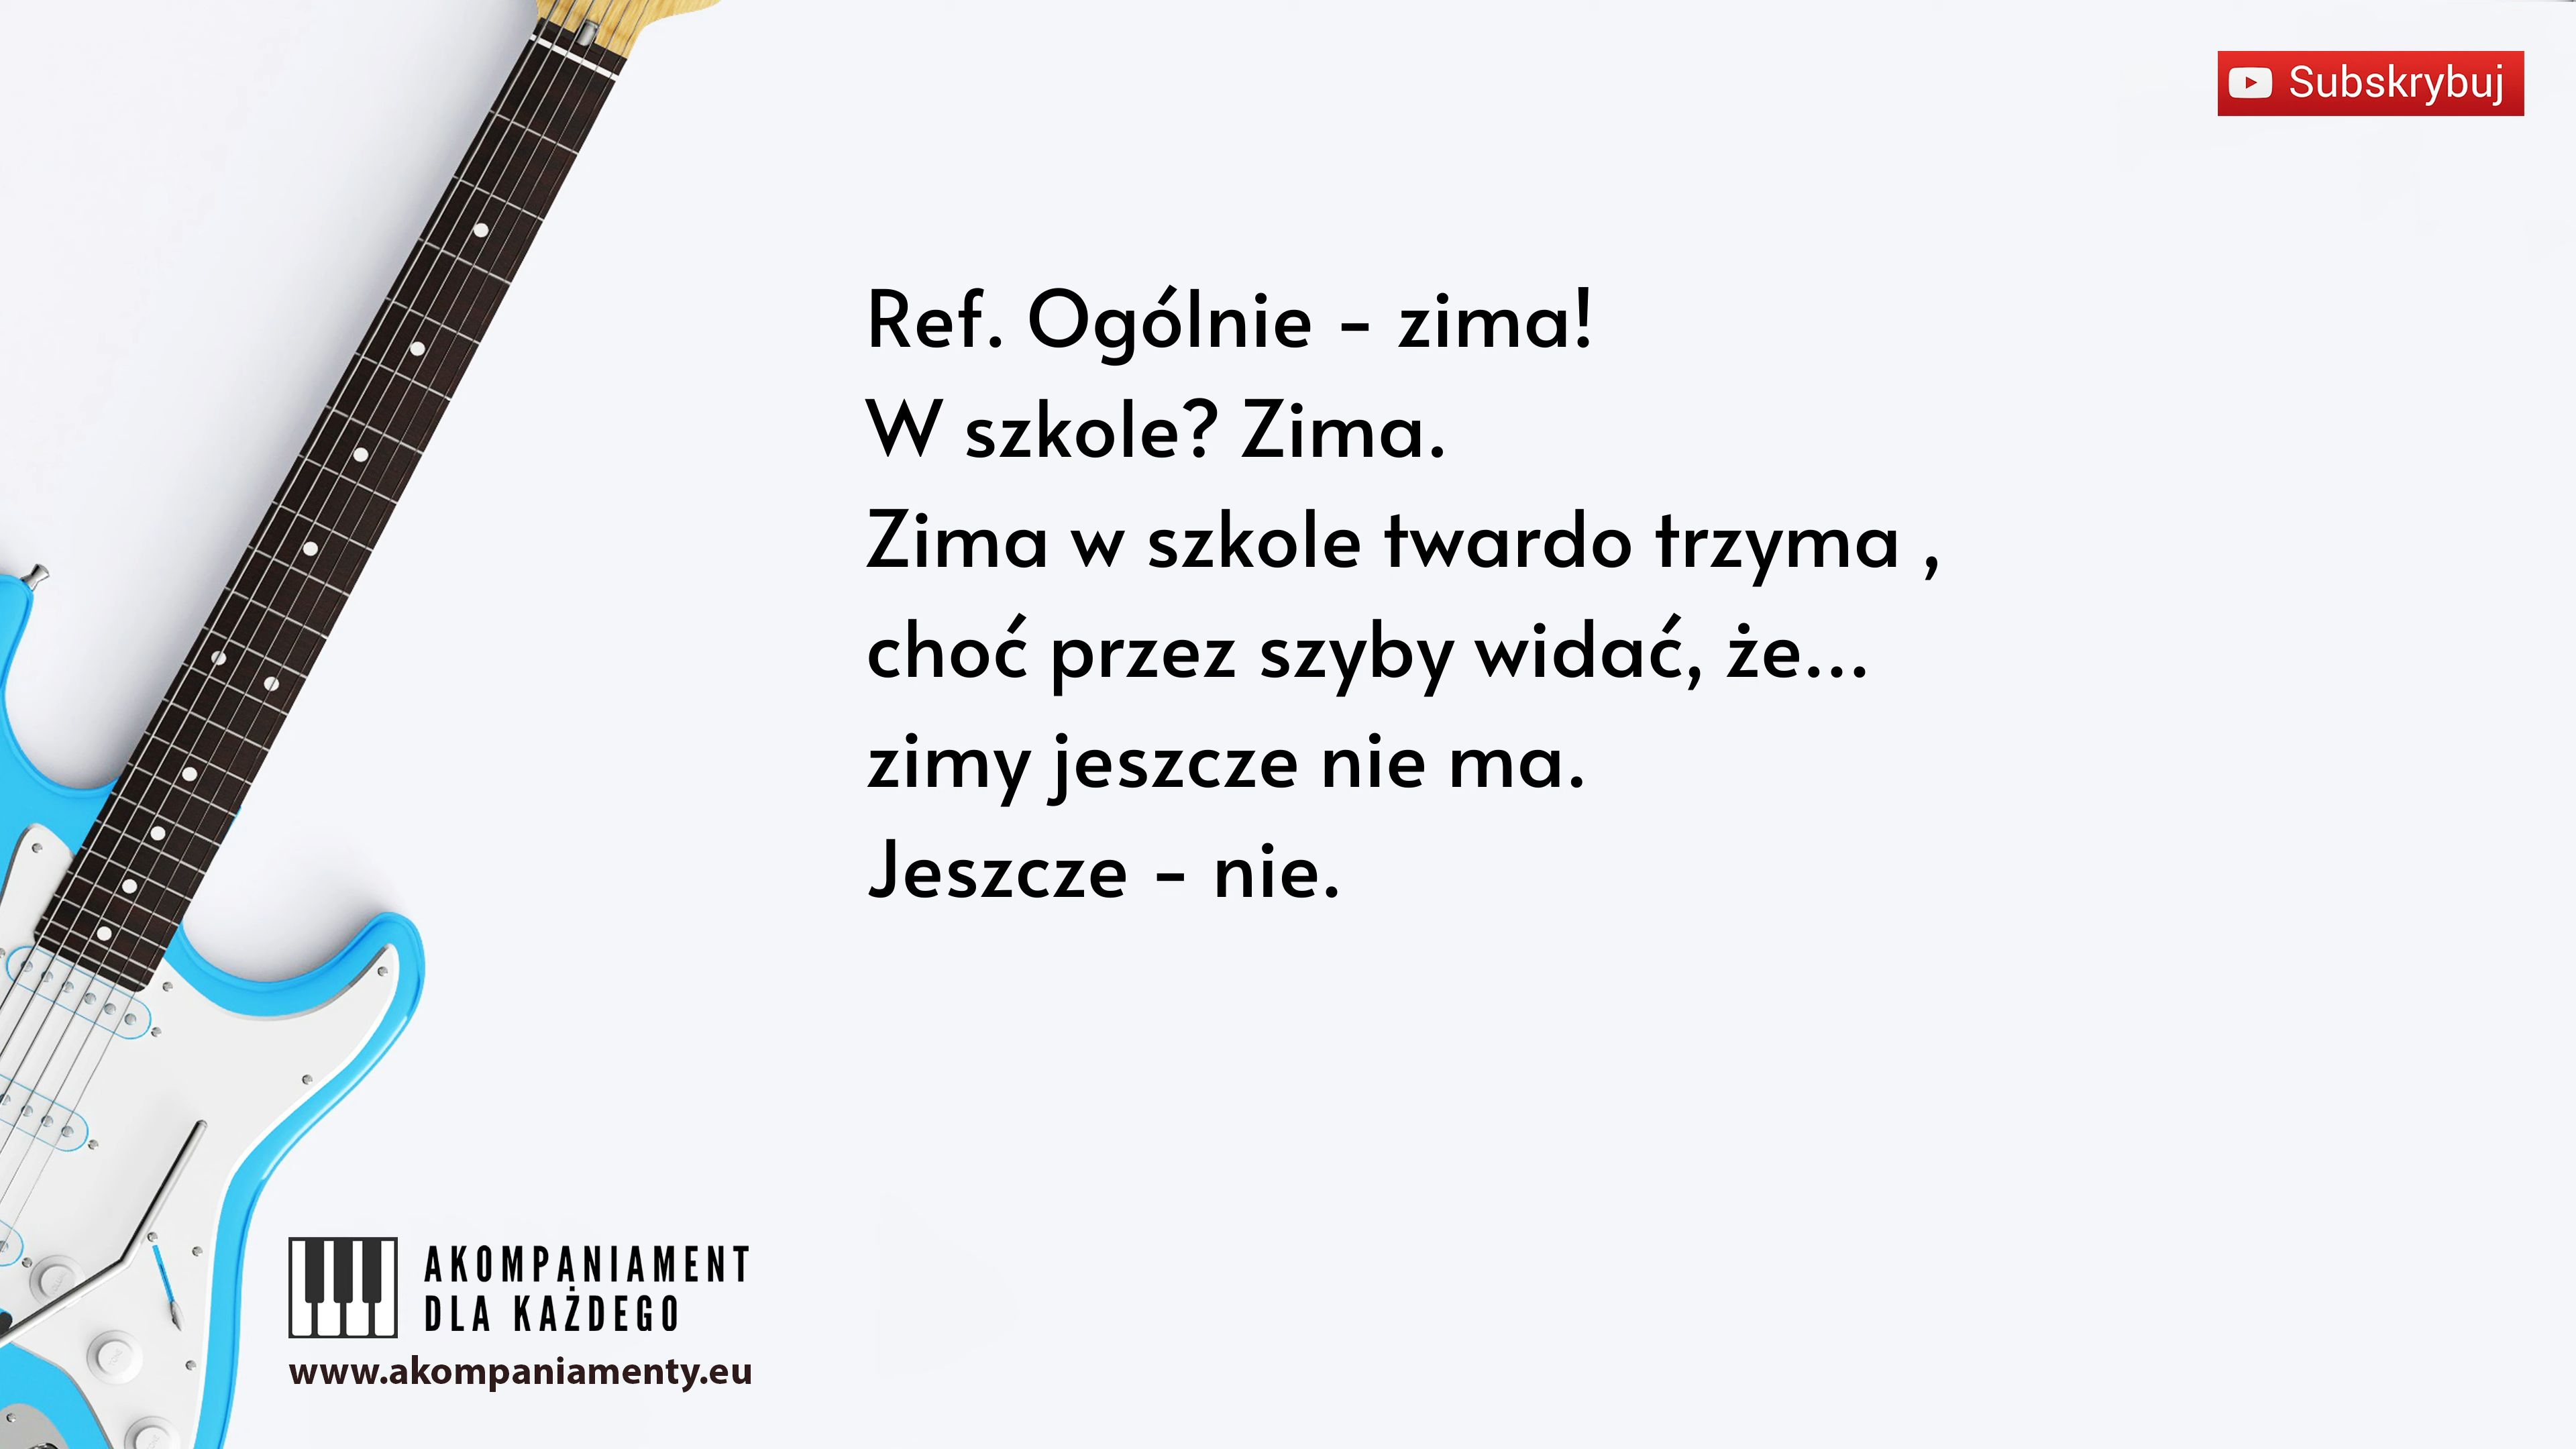 Subskrybuj
Ref. Ogólnie - zima!
W szkole? Zima.
Zima w szkole twardo trzyma ,
choć przez szyby widać, że...
zimy jeszcze nie ma.
Jeszcze - nie.
AKOMPANIAMENT
DLA KAŻDEGO
www.akompaniamenty.eu